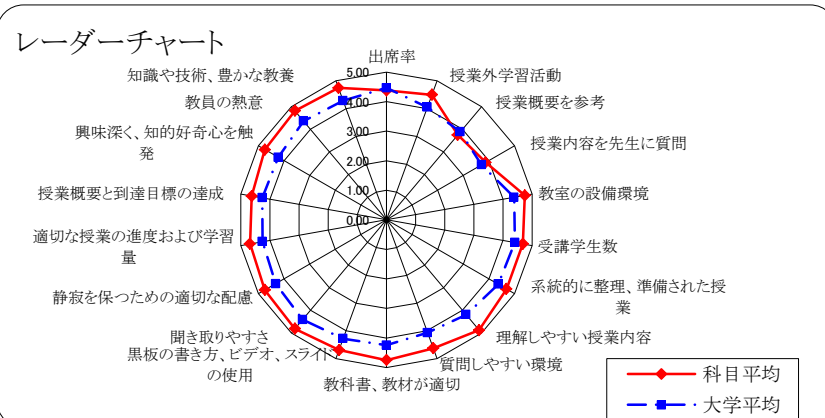 レーダーチャート
出席率
授業外学習活動
授業概要を参考
授業内容を先生に質問
教室の設備環境
受講学生数
系統的に整理、準備された授
業
理解しやすい授業内容
質問しやすい環境
教科書、教材が適切
黒板の書き方、ビデオ、スライド
の使用
聞き取りやすさ
静寂を保つための適切な配慮
適切な授業の進度および学習
量
授業概要と到達目標の達成
興味深く、知的好奇心を触
発
教員の熱意
知識や技術、豊かな教養
5.00
4.00
3.00
2.00
1.00
0.00
科目平均
大学平均